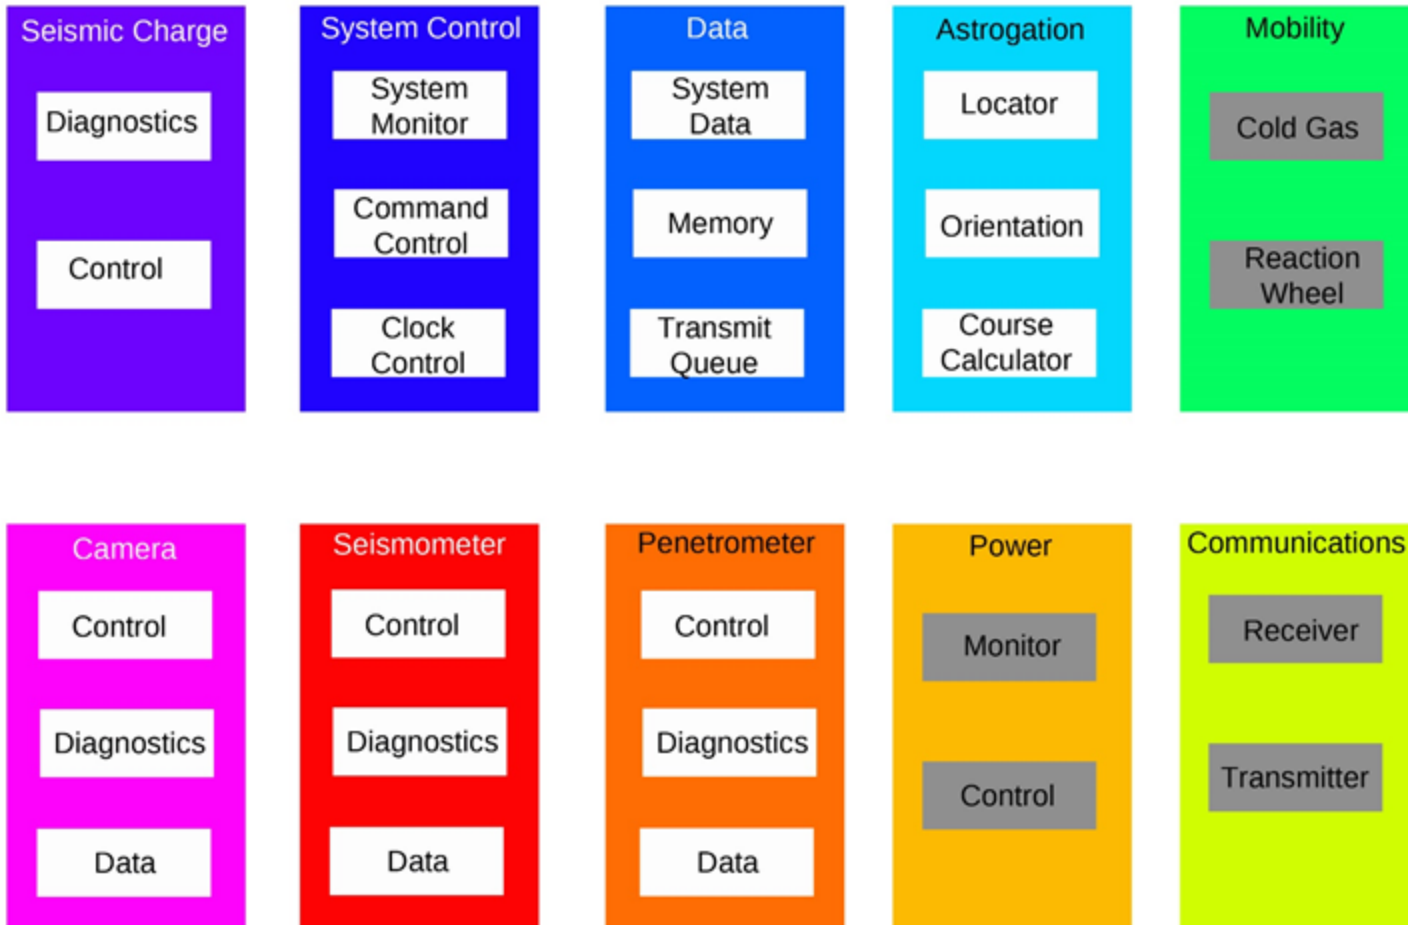 Seismic Charge
Diagnostics
Control
System Control
System
Monitor
Command
Control
Clock
Control
Data
System
Data
Memory
Transmit
Queue
Astrogation
Locator
Orientation
Course
Calculator
Mobility
Cold Gas
Reaction
Wheel
Camera
Control
Diagnostics
Data
Seismometer
Control
Diagnostics
Data
Penetrometer
Control
Diagnostics
Data
Power
Monitor
Control
Communications
Receiver
Transmitter